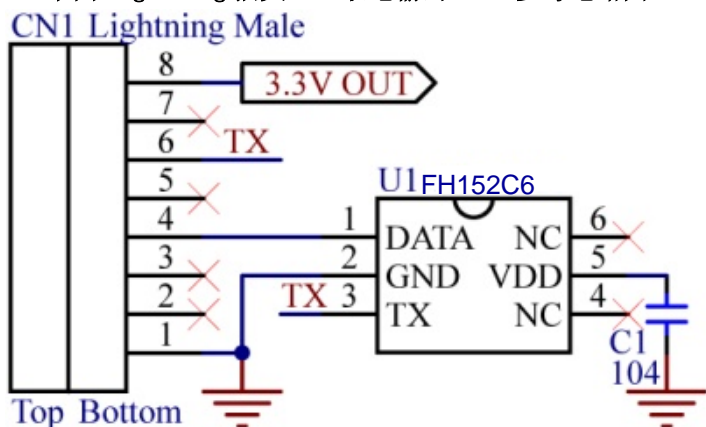 CN1 Lightning Male
8
3.3V OUT
7
6 TX
5
U1 FH152C6
4
1 DATA NC 6
3
2 GND VDD 5
2
TX 3 TX NC 4
1
C1
104
Top Bottom